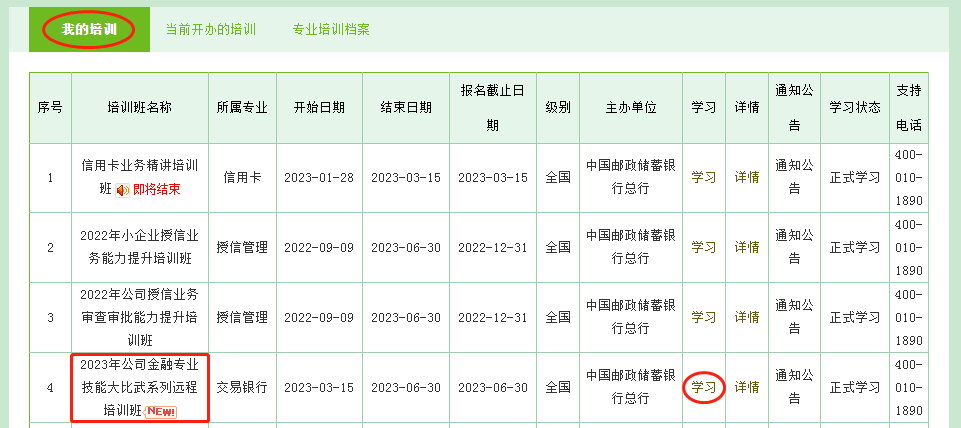 我的培训 当前开办的培训 专业培训档案
序号 培训班名称 所属专业 开始日期 结束日期 报名截止日期 级别 主办单位 学习 详情 通知公告 学习状态 支持电话
1 信用卡业务精讲培训班 即将结束 信用卡 2023-01-28 2023-03-15 2023-03-15 全国 中国邮政储蓄银行总行 学习 详情 通知公告 正式学习 400-010-1890
2 2022年小企业授信业务能力提升培训班 授信管理 2022-09-09 2023-06-30 2022-12-31 全国 中国邮政储蓄银行总行 学习 详情 通知公告 正式学习 400-010-1890
3 2022年公司授信业务审查审批能力提升培训班 授信管理 2022-09-09 2023-06-30 2022-12-31 全国 中国邮政储蓄银行总行 学习 详情 通知公告 正式学习 400-010-1890
4 2023年公司金融专业技能大比武系列远程培训班 NEW! 交易银行 2023-03-15 2023-06-30 2023-06-30 全国 中国邮政储蓄银行总行 学习 详情 通知公告 正式学习 400-010-1890